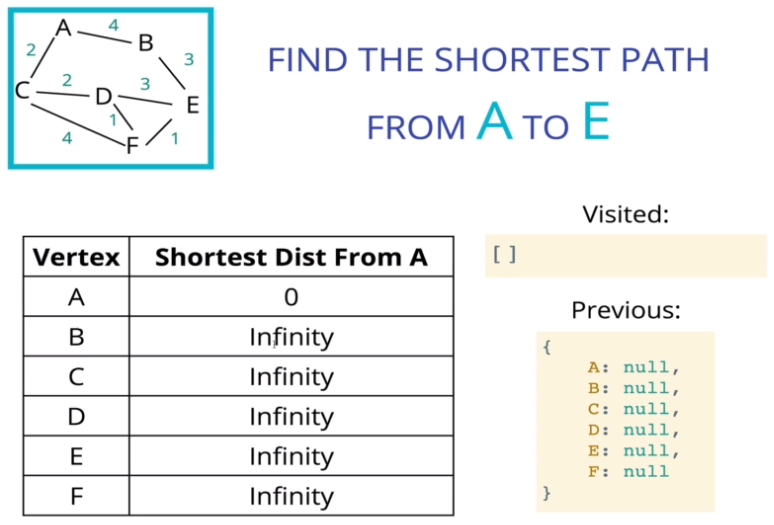 A 4 B
2 3
C 2 D 3 E
1
4 F 1
FIND THE SHORTEST PATH
FROM A TO E
Visited:
[ ]
Vertex Shortest Dist From A
A 0
B Infinity
C Infinity
D Infinity
E Infinity
F Infinity
Previous:
{
A: null,
B: null,
C: null,
D: null,
E: null,
F: null
}